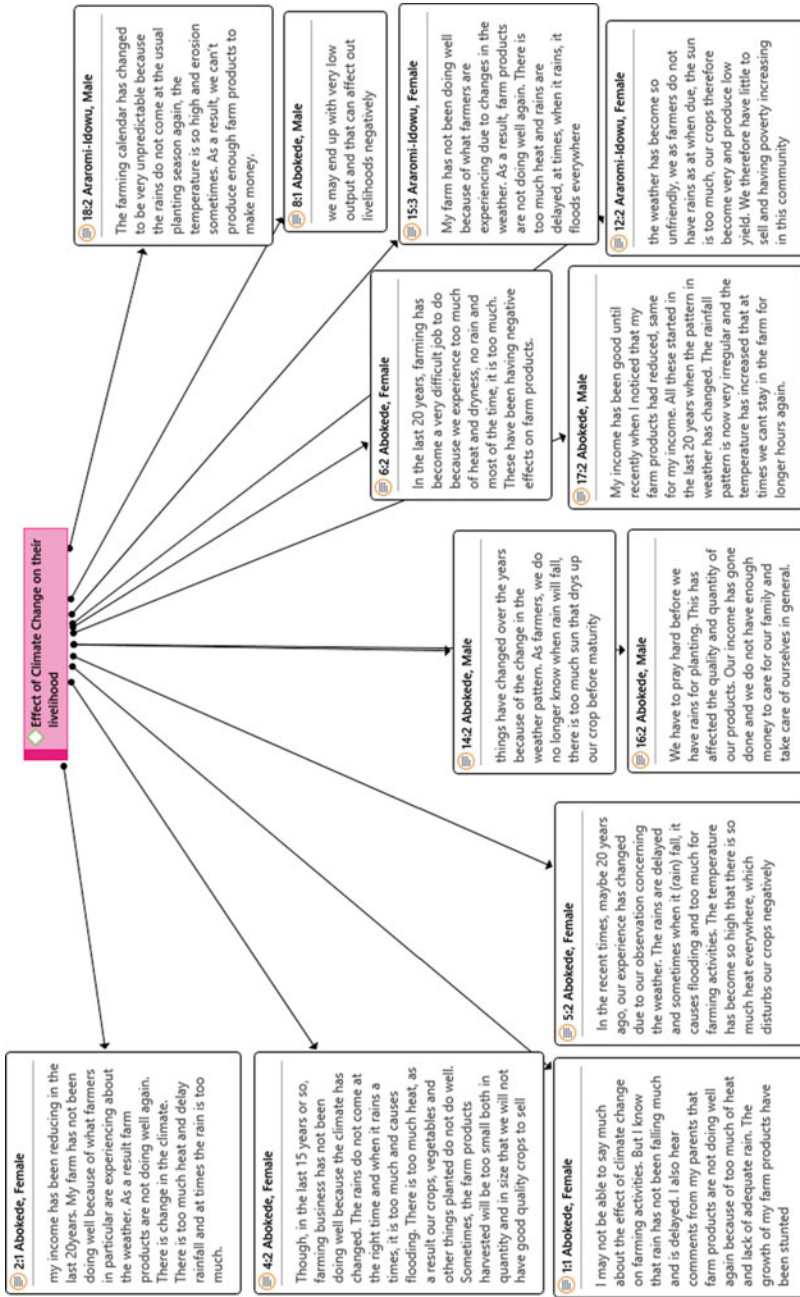 Effect of Climate Change on their
livelihood
2:1 Abokede, Female
my income has been reducing in the
last 20years. My farm has not been
doing well because of what farmers
in particular are experiencing about
the weather. As a result farm
products are not doing well again.
There is change in the climate.
There is too much heat and delay
rainfall and at times the rain is too
much.
4:2 Abokede, Female
Though, in the last 15 years or so,
farming business has not been
doing well because the climate has
changed. The rains do not come at
the right time and when it rains a
times, it is too much and causes
flooding. There is too much heat, as
a result our crops, vegetables and
other things planted do not do well.
Sometimes, the farm products
harvested will be too small both in
quantity and in size that we will not
have good quality crops to sell
1:1 Abokede, Female
I may not be able to say much
about the effect of climate change
on farming activities. But I know
that rain has not been falling much
and is delayed. I also hear
comments from my parents that
farm products are not doing well
again because of too much of heat
and lack of adequate rain. The
growth of my farm products have
been stunted
5:2 Abokede, Female
In the recent times, maybe 20 years
ago, our experience has changed
due to our observation concerning
the weather. The rains are delayed
and sometimes when it (rain) fall, it
causes flooding and too much for
farming activities. The temperature
has become so high that there is so
much heat everywhere, which
disturbs our crops negatively
14:2 Abokede, Male
things have changed over the years
because of the change in the
weather pattern. As farmers, we do
no longer know when rain will fall,
there is too much sun that drys up
our crop before maturity
16:2 Abokede, Male
We have to pray hard before we
have rains for planting. This has
affected the quality and quantity of
our products. Our income has gone
done and we do not have enough
money to care for our family and
take care of ourselves in general.
6:2 Abokede, Female
In the last 20 years, farming has
become a very difficult job to do
because we experience too much
of heat and dryness, no rain and
most of the time, it is too much.
These have been having negative
effects on farm products.
17:2 Abokede, Male
My income has been good until
recently when I noticed that my
farm products had reduced, same
for my income. All these started in
the last 20 years when the pattern in
weather has changed. The rainfall
pattern is now very irregular and the
temperature has increased that at
times we cant stay in the farm for
longer hours again.
18:2 Araromi-Idowu, Male
The farming calendar has changed
to be very unpredictable because
the rains do not come at the usual
planting season again, the
temperature is so high and erosion
sometimes. As a result, we can't
produce enough farm products to
make money,
8:1 Abokede, Male
we may end up with very low
output and that can affect out
livelihoods negatively
15:3 Araromi-Idowu, Female
My farm has not been doing well
because of what farmers are
experiencing due to changes in the
weather. As a result, farm products
are not doing well again. There is
too much heat and rains are
delayed, at times, when it rains, it
floods everywhere
12:2 Araromi-Idowu, Female
the weather has become so
unfriendly, we as farmers do not
have rains as at when due, the sun
is too much, our crops therefore
become very and produce low
yield. We therefore have little to
sell and having poverty increasing
in this community